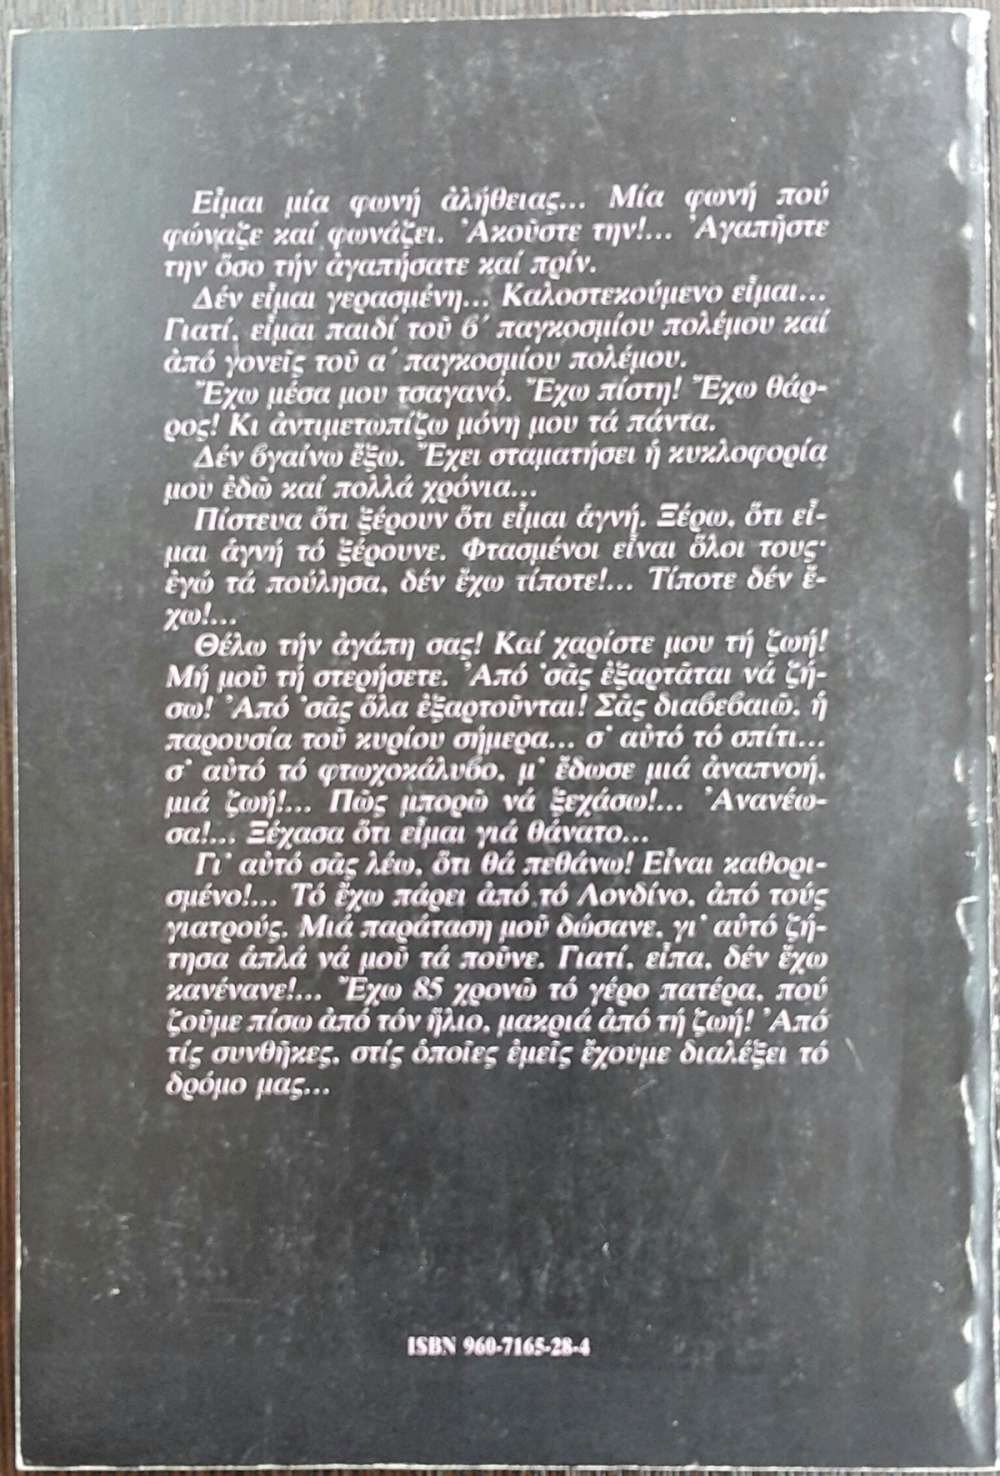 Εἶμαι μία φωνή ἀλήθειας... Μία φωνή πού
φώναζε καί φωνάζει. Ἀκοῦστε την!... Ἀγαπῆστε
την ὅσο τήν ἀγαπήσατε καί πρίν.
Δέν εἶμαι γερασμένη... Καλοστεκούμενο εἶμαι...
Γιατί, εἶμαι παιδί τοῦ β΄ παγκοσμίου πολέμου καί
ἀπό γονεῖς τοῦ α΄ παγκοσμίου πολέμου.
Ἔχω μέσα μου τσαγανό. Ἔχω πίστη! Ἔχω θάρ-
ρος! Κι ἀντιμετωπίζω μόνη μου τά πάντα.
Δέν βγαίνω ἔξω. Ἔχει σταματήσει ἡ κυκλοφορία
μου ἐδῶ καί πολλά χρόνια...
Πίστευα ὅτι ξέρουν ὅτι εἶμαι ἁγνή. Ξέρω, ὅτι εἶ-
μαι ἁγνή τό ξέρουνε. Φτασμένοι εἶναι ὅλοι τους·
ἐγώ τά πούλησα, δέν ἔχω τίποτε!... Τίποτε δέν ἔ-
χω!...
Θέλω τήν ἀγάπη σας! Καί χαρίστε μου τή ζωή!
Μή μοῦ τή στερήσετε. Ἀπό 'σᾶς ἐξαρτᾶται νά ζή-
σω! Ἀπό 'σᾶς ὅλα ἐξαρτοῦνται! Σᾶς διαβεβαιῶ, ἡ
παρουσία τοῦ κυρίου σήμερα... σ' αὐτό τό σπίτι...
σ' αὐτό τό φτωχοκάλυβο, μ' ἔδωσε μιά ἀναπνοή,
μιά ζωή!... Πῶς μπορῶ νά ξεχάσω!... Ἀνανέω-
σα!... Ξέχασα ὅτι εἶμαι γιά θάνατο...
Γι' αὐτό σᾶς λέω, ὅτι θά πεθάνω! Εἶναι καθορι-
σμένο!... Τό ἔχω πάρει ἀπό τό Λονδίνο, ἀπό τούς
γιατρούς. Μιά παράταση μοῦ δώσανε, γι' αὐτό ζή-
τησα ἁπλά νά μοῦ τά ποῦνε. Γιατί, εἶπα, δέν ἔχω
κανένανε!... Ἔχω 85 χρονῶ τό γέρο πατέρα, πού
ζοῦμε πίσω ἀπό τόν ἥλιο, μακριά ἀπό τή ζωή! Ἀπό
τίς συνθῆκες, στίς ὁποῖες ἐμεῖς ἔχουμε διαλέξει τό
δρόμο μας...
ISBN 960-7165-28-4